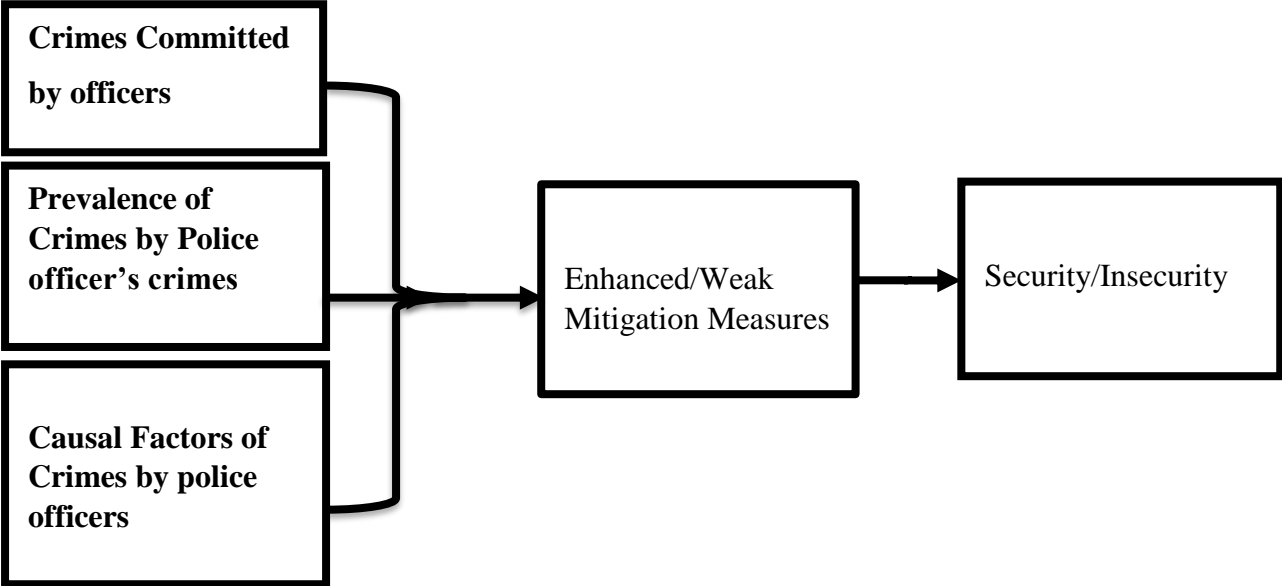 Crimes Committed
by officers
Prevalence of
Crimes by Police
officer’s crimes
Causal Factors of
Crimes by police
officers
Enhanced/Weak
Mitigation Measures
Security/Insecurity